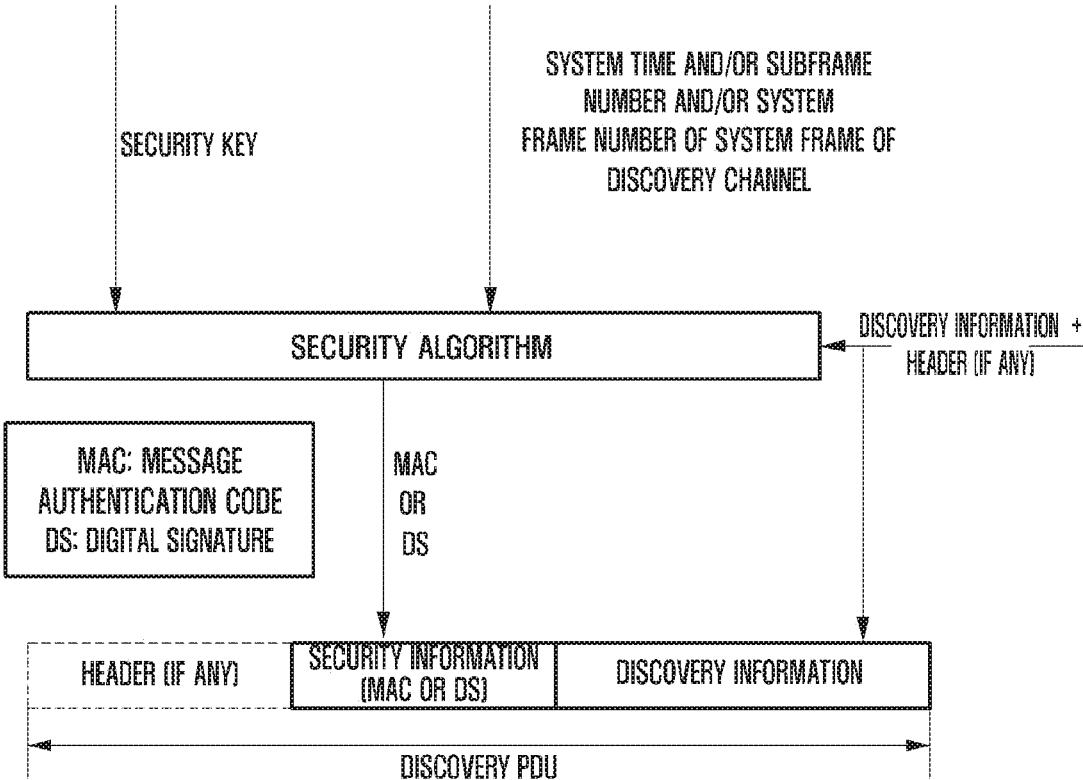 SYSTEM TIME AND/OR SUBFRAME
NUMBER AND/OR SYSTEM
FRAME NUMBER OF SYSTEM FRAME OF
DISCOVERY CHANNEL
SECURITY KEY
SECURITY ALGORITHM
DISCOVERY INFORMATION +
HEADER (IF ANY)
MAC: MESSAGE
AUTHENTICATION CODE
DS: DIGITAL SIGNATURE
MAC
OR
DS
HEADER (IF ANY)
SECURITY INFORMATION
(MAC OR DS)
DISCOVERY INFORMATION
DISCOVERY PDU